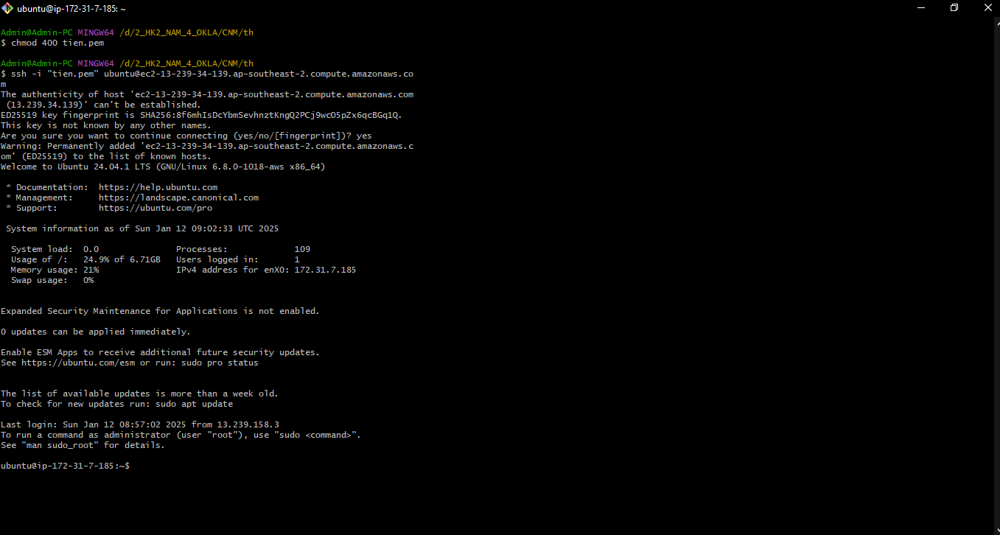 ubuntu@ip-172-31-7-185: ~
Admin@Admin-PC MINGW64 /d/2_HK2_NAM_4_OKLA/CNM/th
$ chmod 400 tien.pem
Admin@Admin-PC MINGW64 /d/2_HK2_NAM_4_OKLA/CNM/th
$ ssh -i "tien.pem" ubuntu@ec2-13-239-34-139.ap-southeast-2.compute.amazonaws.co
m
The authenticity of host 'ec2-13-239-34-139.ap-southeast-2.compute.amazonaws.com
 (13.239.34.139)' can't be established.
ED25519 key fingerprint is SHA256:8f6mhIsDcYbmSevhnztKngQ2PCj9wcO5pZx6qcBGq1Q.
This key is not known by any other names.
Are you sure you want to continue connecting (yes/no/[fingerprint])? yes
Warning: Permanently added 'ec2-13-239-34-139.ap-southeast-2.compute.amazonaws.c
om' (ED25519) to the list of known hosts.
Welcome to Ubuntu 24.04.1 LTS (GNU/Linux 6.8.0-1018-aws x86_64)
 * Documentation:  https://help.ubuntu.com
 * Management:     https://landscape.canonical.com
 * Support:        https://ubuntu.com/pro
 System information as of Sun Jan 12 09:02:33 UTC 2025
  System load:  0.0               Processes:             109
  Usage of /:   24.9% of 6.71GB   Users logged in:       1
  Memory usage: 21%               IPv4 address for enX0: 172.31.7.185
  Swap usage:   0%
Expanded Security Maintenance for Applications is not enabled.
0 updates can be applied immediately.
Enable ESM Apps to receive additional future security updates.
See https://ubuntu.com/esm or run: sudo pro status
The list of available updates is more than a week old.
To check for new updates run: sudo apt update
Last login: Sun Jan 12 08:57:02 2025 from 13.239.158.3
To run a command as administrator (user "root"), use "sudo <command>".
See "man sudo_root" for details.
ubuntu@ip-172-31-7-185:~$